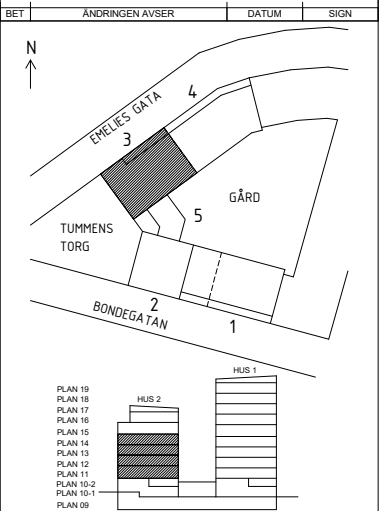 BET ÄNDRINGEN AVSER DATUM SIGN
N
EMELIES GATA
4
3
GÅRD
5
TUMMENS
TORG
2
BONDEGATAN
1
HUS 1
PLAN 19
PLAN 18
HUS 2
PLAN 17
PLAN 16
PLAN 15
PLAN 14
PLAN 13
PLAN 12
PLAN 11
PLAN 10-2
PLAN 10-1
PLAN 09